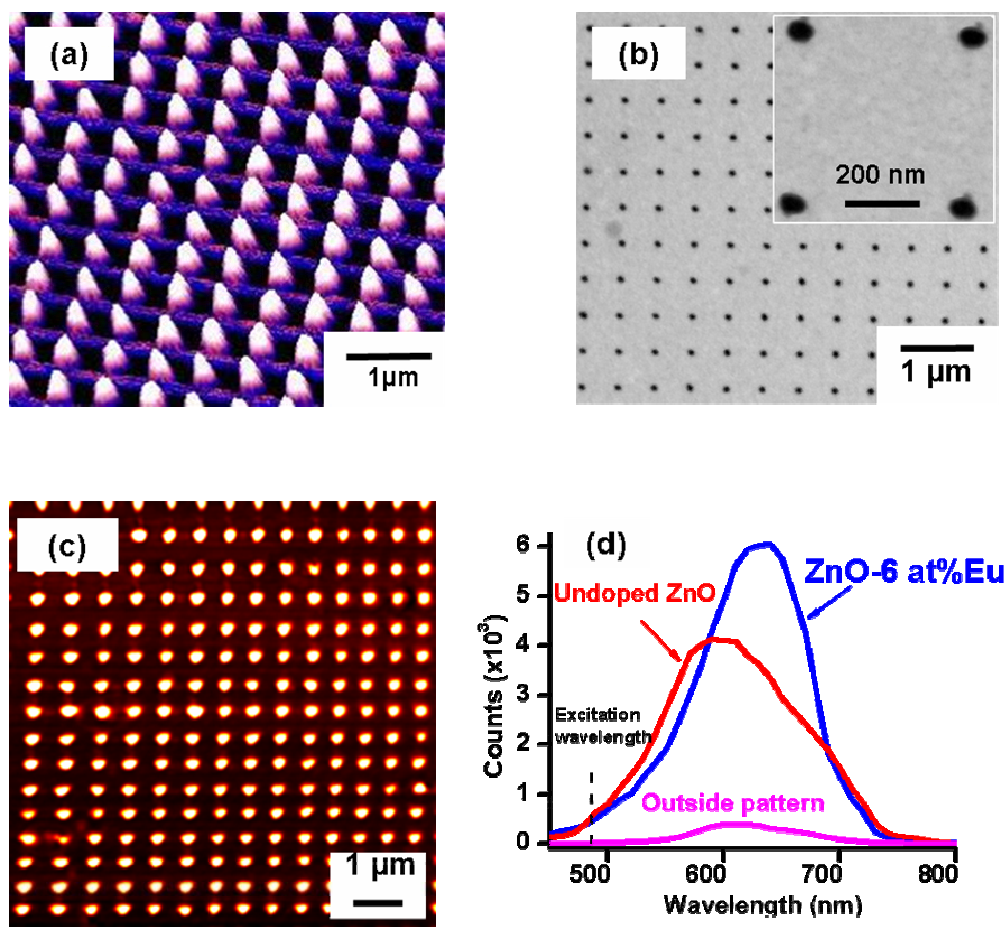 (a)
1µm
(b)
200 nm
1 µm
(c)
1 µm
(d)
6
5
4
3
2
1
0
Counts (x10³)
ZnO-6 at%Eu
Undoped ZnO
Excitation
wavelength
Outside pattern
500 600 700 800
Wavelength (nm)